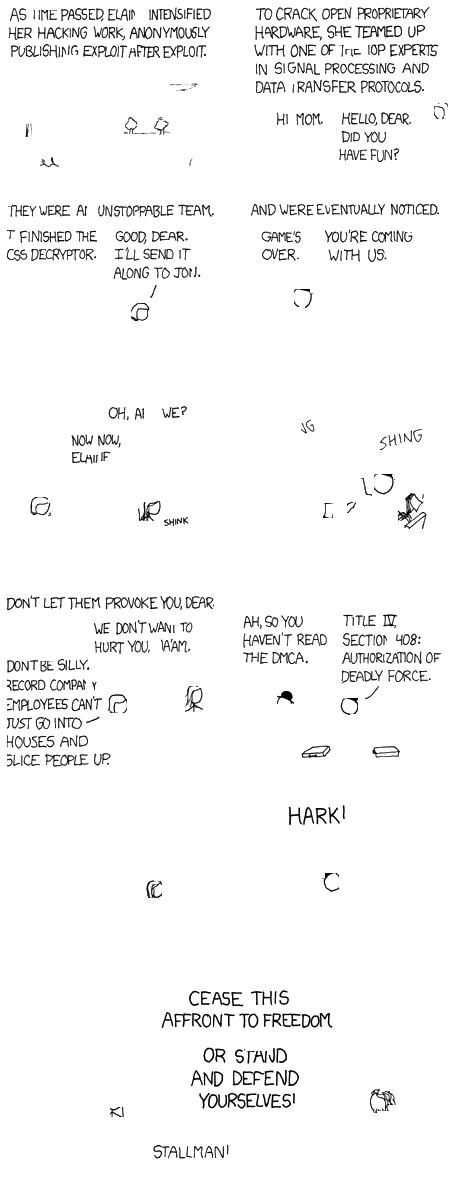 AS TIME PASSED, ELAIN INTENSIFIED
HER HACKING WORK, ANONYMOUSLY
PUBLISHING EXPLOIT AFTER EXPLOIT.
TO CRACK OPEN PROPRIETARY
HARDWARE, SHE TEAMED UP
WITH ONE OF THE TOP EXPERTS
IN SIGNAL PROCESSING AND
DATA TRANSFER PROTOCOLS.
HI MOM.
HELLO, DEAR.
DID YOU
HAVE FUN?
THEY WERE AN UNSTOPPABLE TEAM.
I FINISHED THE
CSS DECRYPTOR.
GOOD, DEAR.
I'LL SEND IT
ALONG TO JON.
AND WERE EVENTUALLY NOTICED.
GAME'S
OVER.
YOU'RE COMING
WITH US.
OH, WE?
NOW NOW,
SHINK
SHING
DON'T LET THEM PROVOKE YOU, DEAR.
WE DON'T WANT TO
HURT YOU, MA'AM.
DON'T BE SILLY.
RECORD COMPANY
EMPLOYEES CAN'T
JUST GO INTO
HOUSES AND
SLICE PEOPLE UP.
AH, SO YOU
HAVEN'T READ
THE DMCA.
TITLE IV,
SECTION 408:
AUTHORIZATION OF
DEADLY FORCE.
HARK!
CEASE THIS
AFFRONT TO FREEDOM
OR STAND
AND DEFEND
YOURSELVES!
STALLMAN!